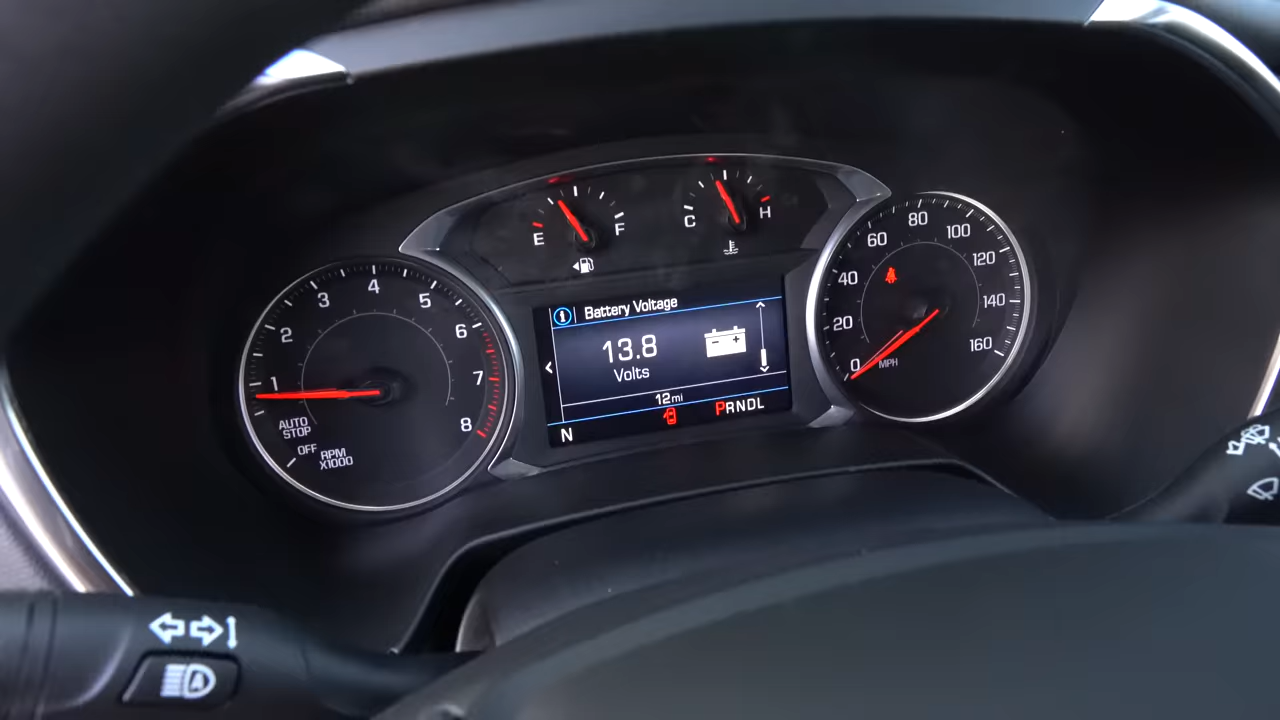 E F
C H
1 2 3 4 5 6 7 8
AUTO
STOP
OFF
RPM
X1000
Battery Voltage
13.8
Volts
12mi
PRNDL
N
0 20 40 60 80 100 120 140 160
MPH
A